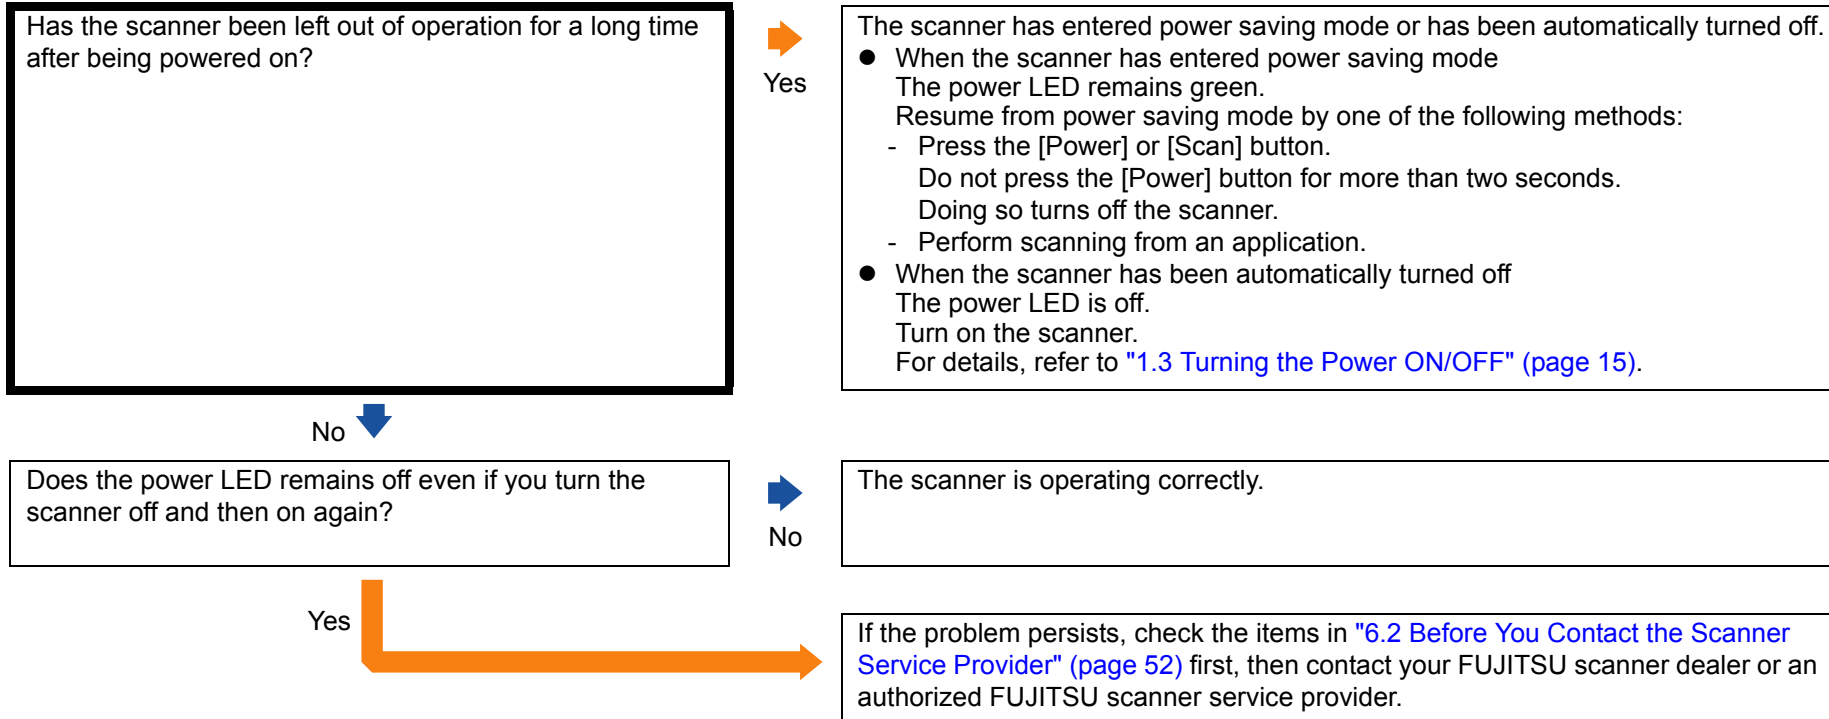 Has the scanner been left out of operation for a long time
after being powered on?
Yes
The scanner has entered power saving mode or has been automatically turned off.
● When the scanner has entered power saving mode
The power LED remains green.
Resume from power saving mode by one of the following methods:
- Press the [Power] or [Scan] button.
Do not press the [Power] button for more than two seconds.
Doing so turns off the scanner.
- Perform scanning from an application.
● When the scanner has been automatically turned off
The power LED is off.
Turn on the scanner.
For details, refer to "1.3 Turning the Power ON/OFF" (page 15).
No
Does the power LED remains off even if you turn the
scanner off and then on again?
No
The scanner is operating correctly.
Yes
If the problem persists, check the items in "6.2 Before You Contact the Scanner
Service Provider" (page 52) first, then contact your FUJITSU scanner dealer or an
authorized FUJITSU scanner service provider.